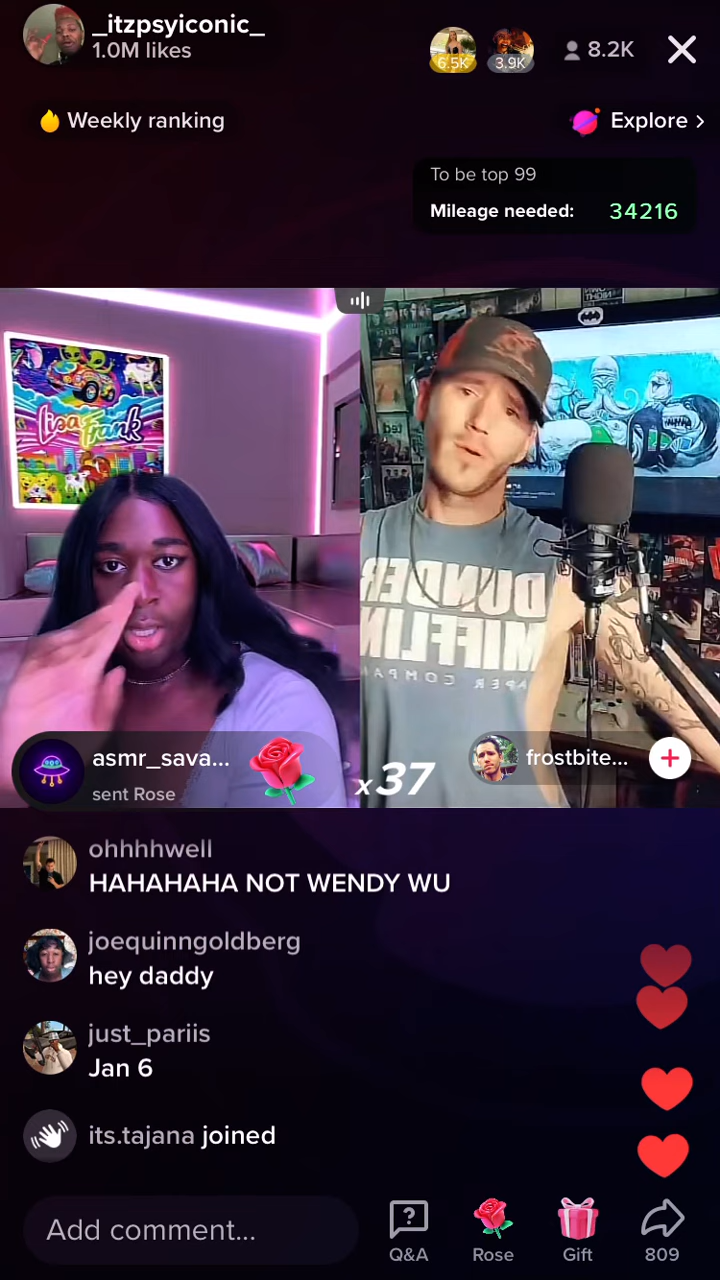 _itzpsyiconic_
1.0M likes
6.5K
3.9K
8.2K
Weekly ranking
Explore
To be top 99
Mileage needed: 34216
Lisa Frank
DUNDER
MIFFLIN
PAPER COMPA
asmr_sava...
sent Rose
x37
frostbite...
ohhhhwell
HAHAHAHA NOT WENDY WU
joequinngoldberg
hey daddy
just_pariis
Jan 6
its.tajana joined
Add comment...
Q&A
Rose
Gift
809